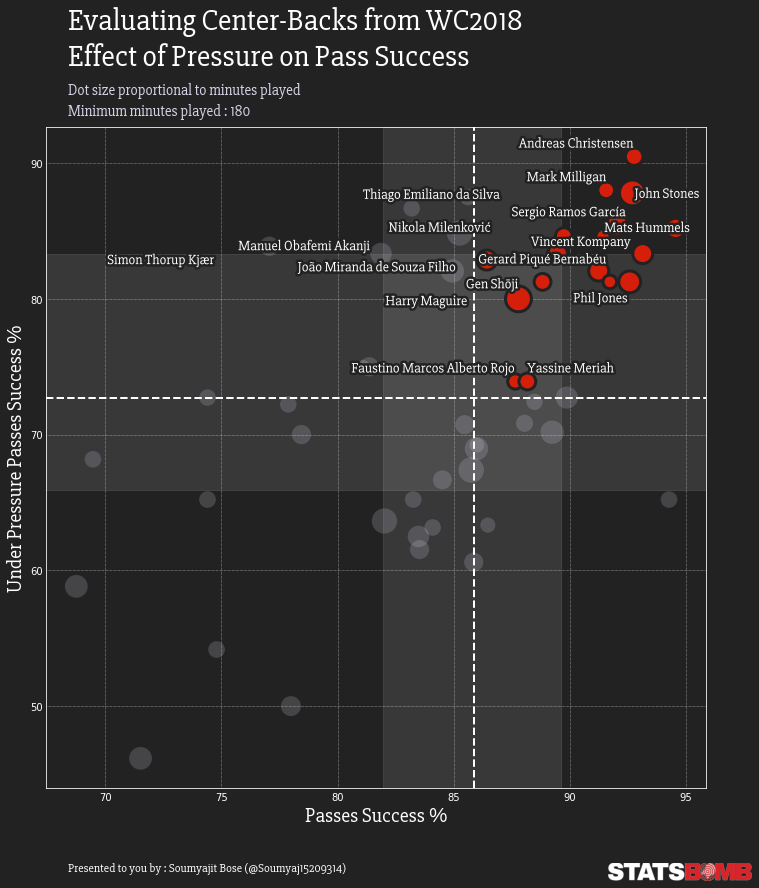 Evaluating Center-Backs from WC2018
Effect of Pressure on Pass Success
Dot size proportional to minutes played
Minimum minutes played : 180
Andreas Christensen
Mark Milligan
Thiago Emiliano da Silva
John Stones
Sergio Ramos García
Nikola Milenković
Mats Hummels
Manuel Obafemi Akanji
Vincent Kompany
Simon Thorup Kjær
João Miranda de Souza Filho
Gerard Piqué Bernabéu
Gen Shōji
Harry Maguire
Phil Jones
Faustino Marcos Alberto Rojo
Yassine Meriah
Under Pressure Passes Success %
90
80
70
60
50
70
75
80
85
90
95
Passes Success %
Presented to you by : Soumyajit Bose (@Soumyaj15209314)
STATSBOMB